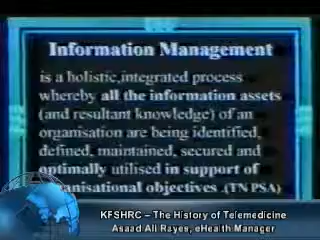 Information Management
is a holistic,integrated process
whereby all the information assets
(and resultant knowledge) of an
organisation are being identified,
defined, maintained, secured and
optimally utilised in support of
organisational objectives .(TN PSA)
KFSHRC – The History of Telemedicine
Asaad Ali Rayes, eHealth Manager